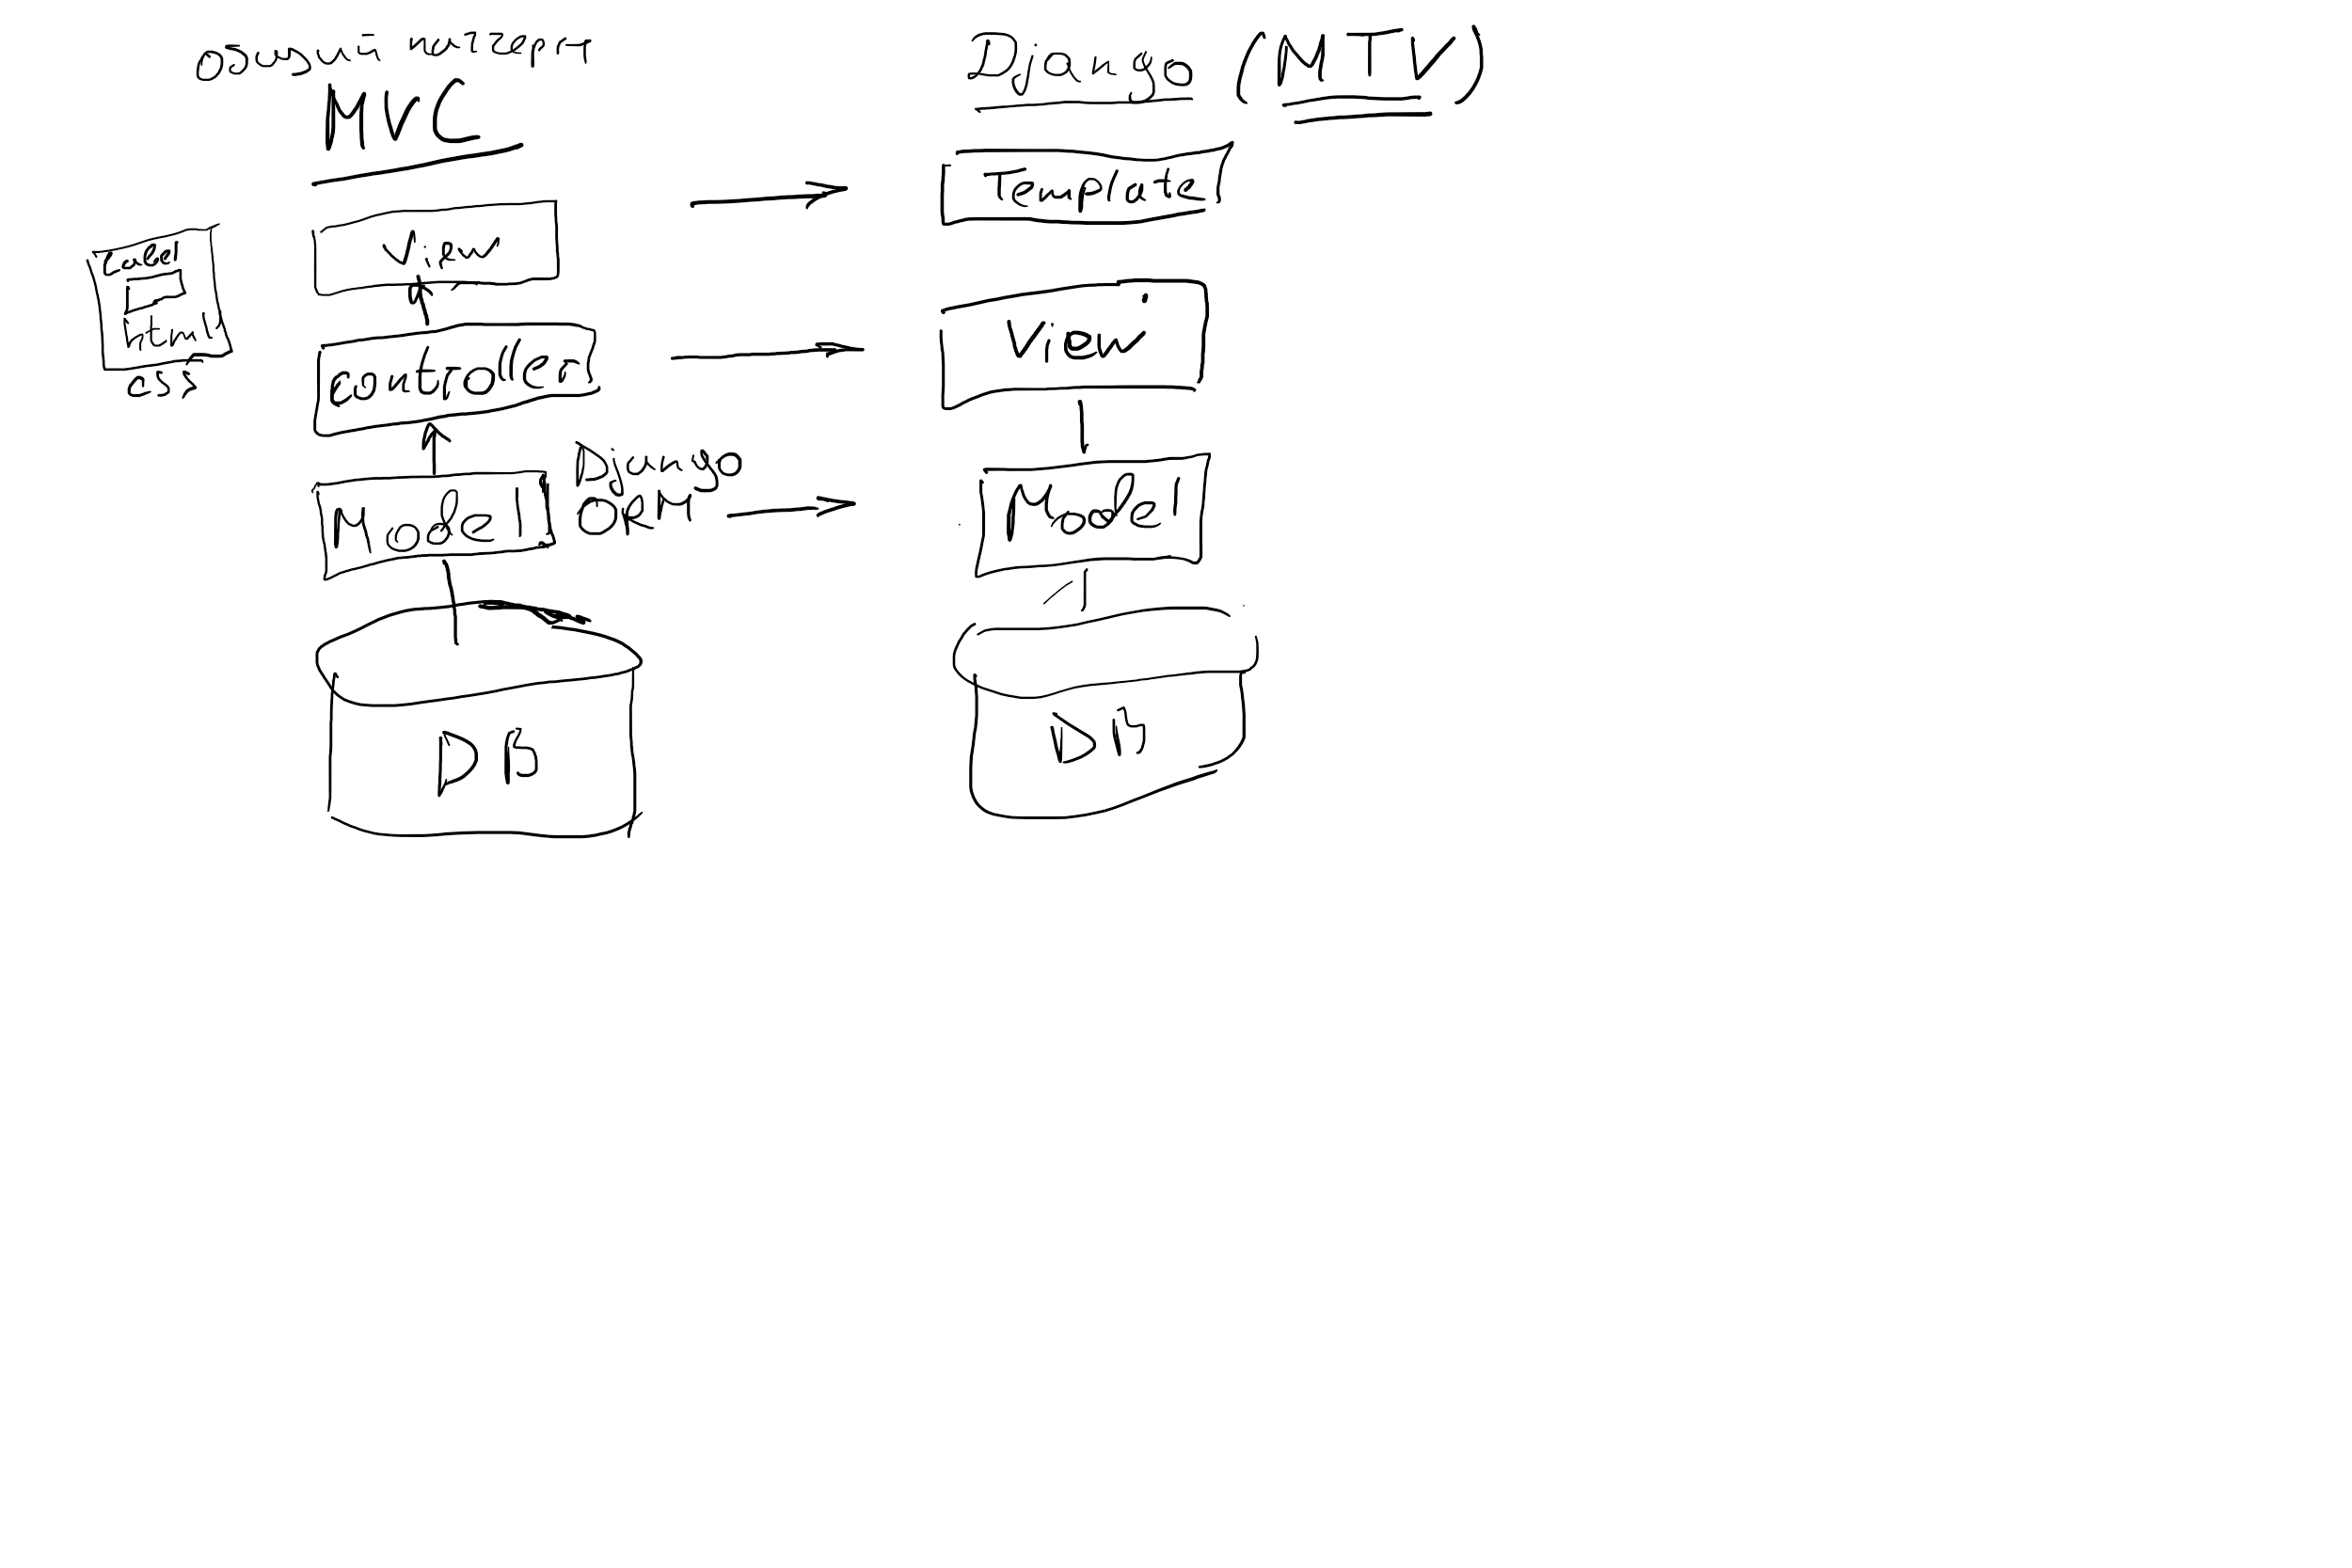 общий паттерн
MVC
Django (MTV)
Template
View
Label
html
css
controller
View
Model
Django
ORM
Model
DB
DB